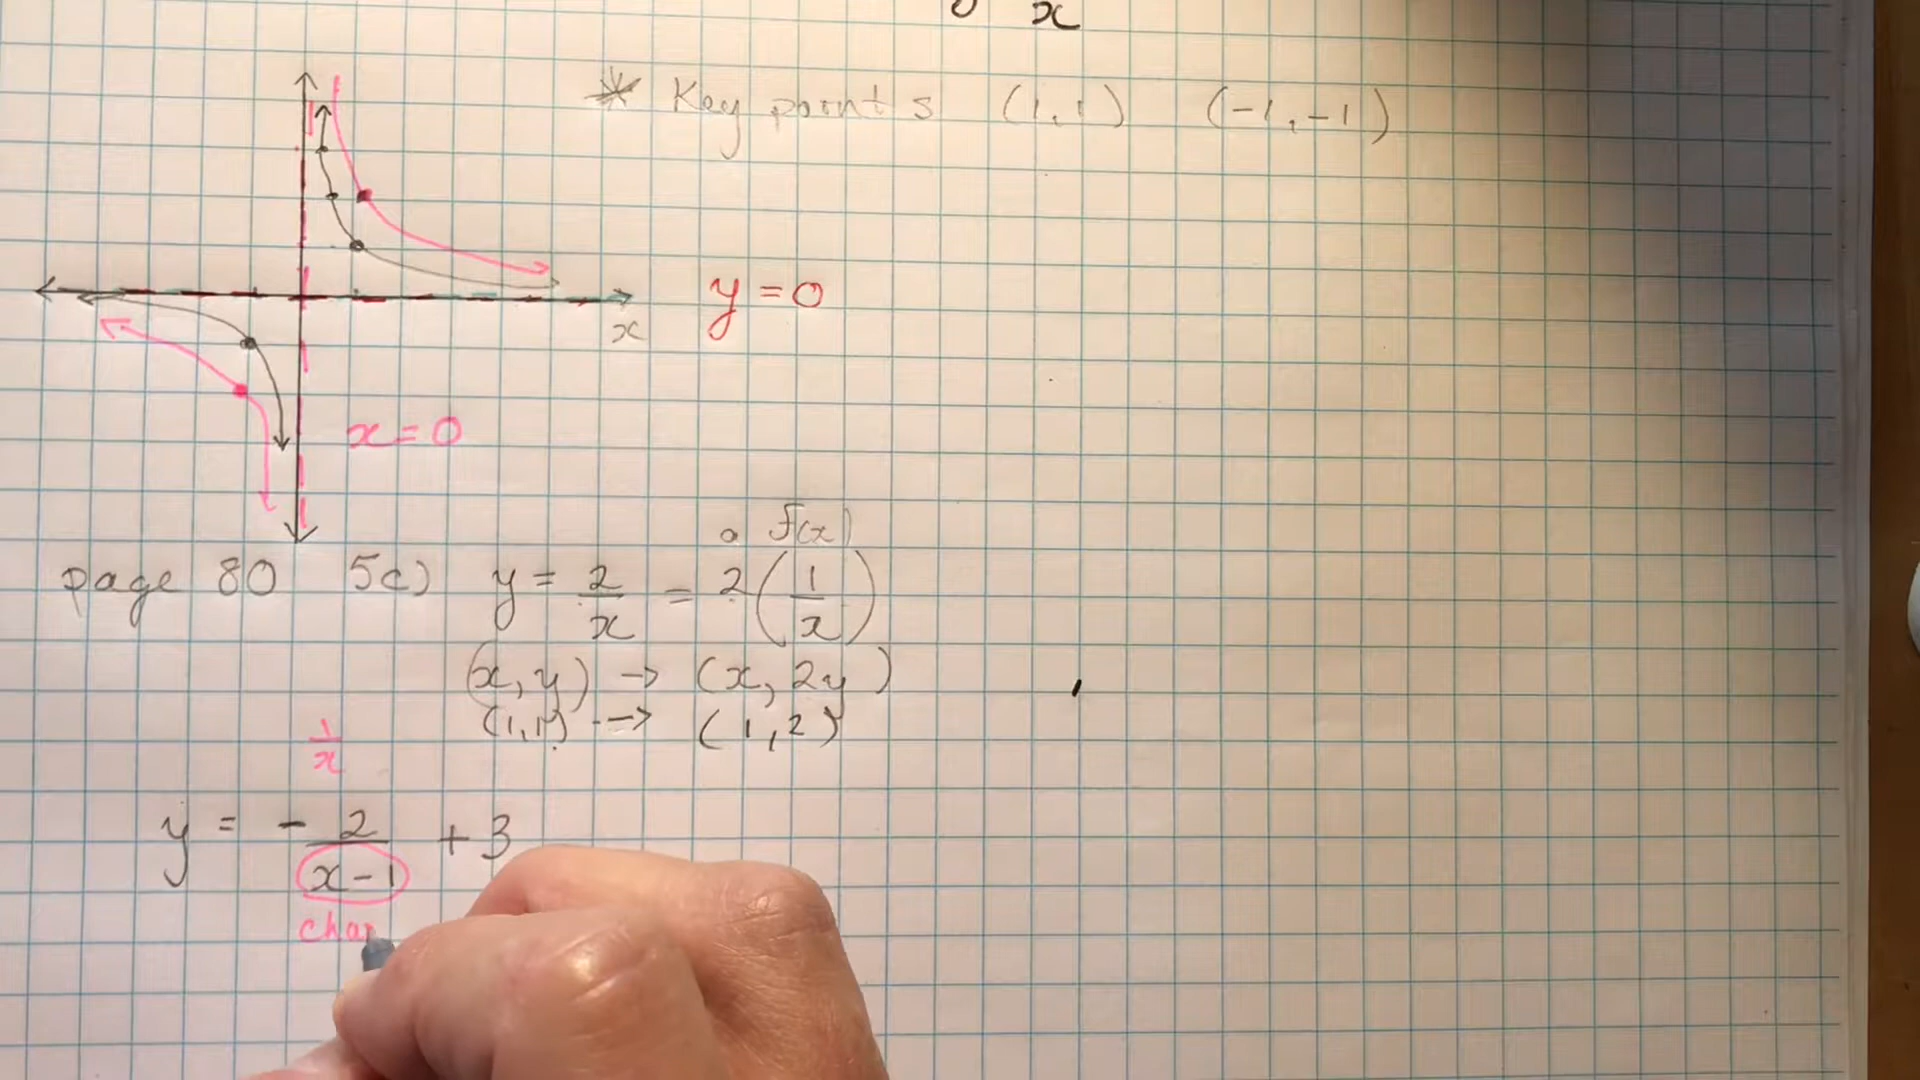 x
* Key points (1,1) (-1,-1)
y = 0
x
x = 0
a f(x)
page 80 5c) y = 2/x = 2(1/x)
(x, y) → (x, 2y)
(1,1) → (1,2)
1/x
y = - 2/(x-1) + 3